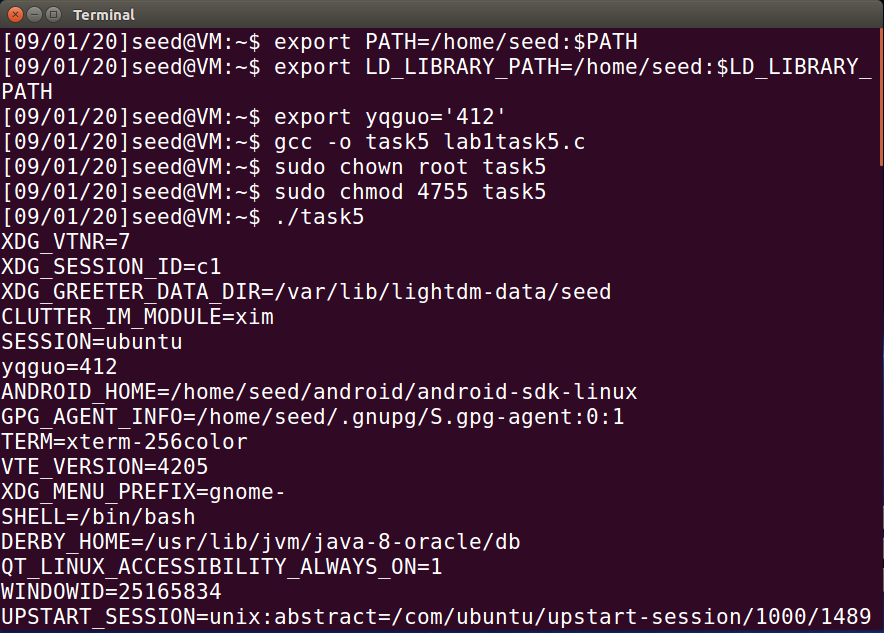 Terminal
[09/01/20]seed@VM:~$ export PATH=/home/seed:$PATH
[09/01/20]seed@VM:~$ export LD_LIBRARY_PATH=/home/seed:$LD_LIBRARY_
PATH
[09/01/20]seed@VM:~$ export yqguo='412'
[09/01/20]seed@VM:~$ gcc -o task5 lab1task5.c
[09/01/20]seed@VM:~$ sudo chown root task5
[09/01/20]seed@VM:~$ sudo chmod 4755 task5
[09/01/20]seed@VM:~$ ./task5
XDG_VTNR=7
XDG_SESSION_ID=c1
XDG_GREETER_DATA_DIR=/var/lib/lightdm-data/seed
CLUTTER_IM_MODULE=xim
SESSION=ubuntu
yqguo=412
ANDROID_HOME=/home/seed/android/android-sdk-linux
GPG_AGENT_INFO=/home/seed/.gnupg/S.gpg-agent:0:1
TERM=xterm-256color
VTE_VERSION=4205
XDG_MENU_PREFIX=gnome-
SHELL=/bin/bash
DERBY_HOME=/usr/lib/jvm/java-8-oracle/db
QT_LINUX_ACCESSIBILITY_ALWAYS_ON=1
WINDOWID=25165834
UPSTART_SESSION=unix:abstract=/com/ubuntu/upstart-session/1000/1489